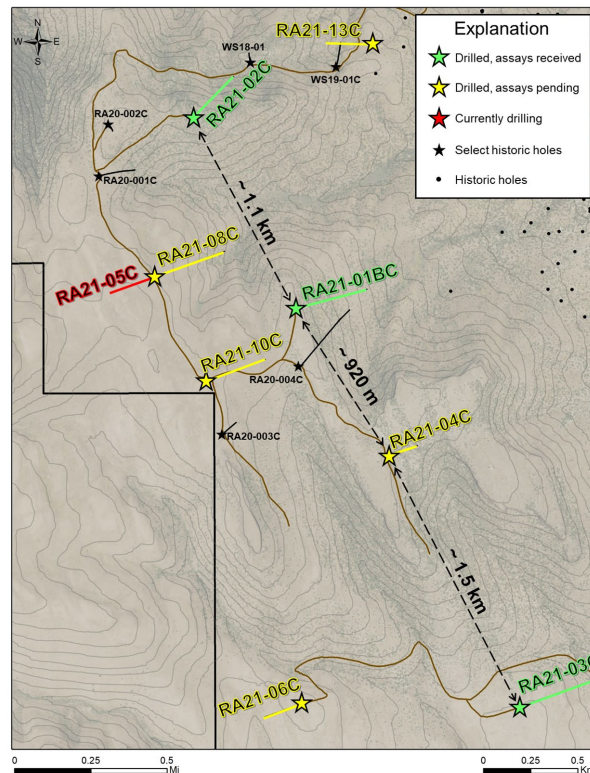 N
W E
S
Explanation
Drilled, assays received
Drilled, assays pending
Currently drilling
Select historic holes
Historic holes
RA21-13C
WS18-01
WS19-01C
RA21-02C
RA20-002C
RA20-001C
~ 1.1 km
RA21-08C
RA21-05C
RA21-01BC
RA21-10C
RA20-004C
~ 920 m
RA21-04C
RA20-003C
~ 1.5 km
RA21-03C
RA21-06C
0 0.25 0.5
Mi
0 0.25 0.5